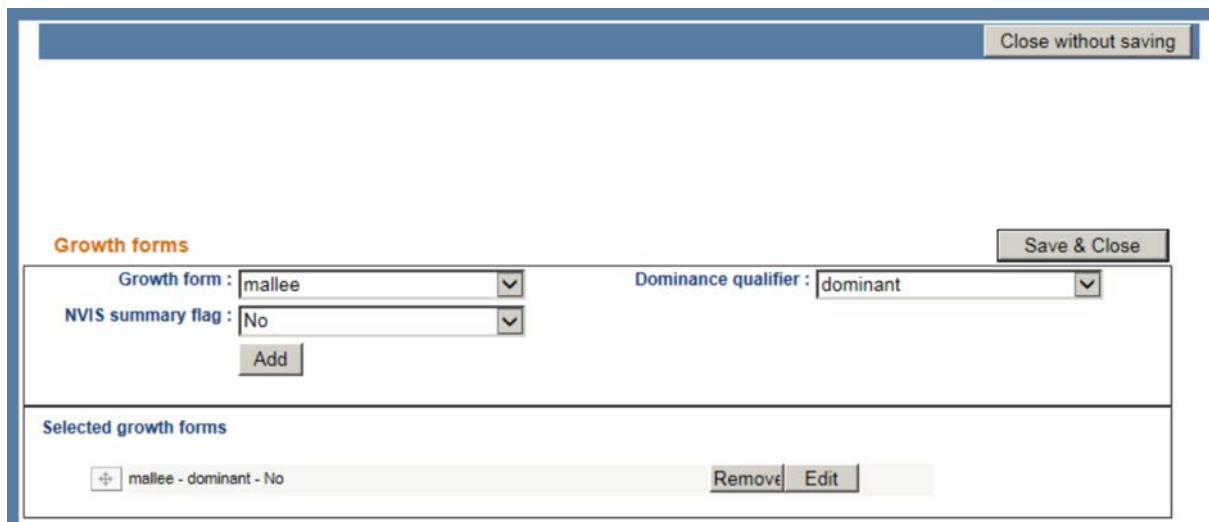 Close without saving
Growth forms
Save & Close
Growth form : mallee
Dominance qualifier : dominant
NVIS summary flag : No
Add
Selected growth forms
mallee - dominant - No
Remove
Edit